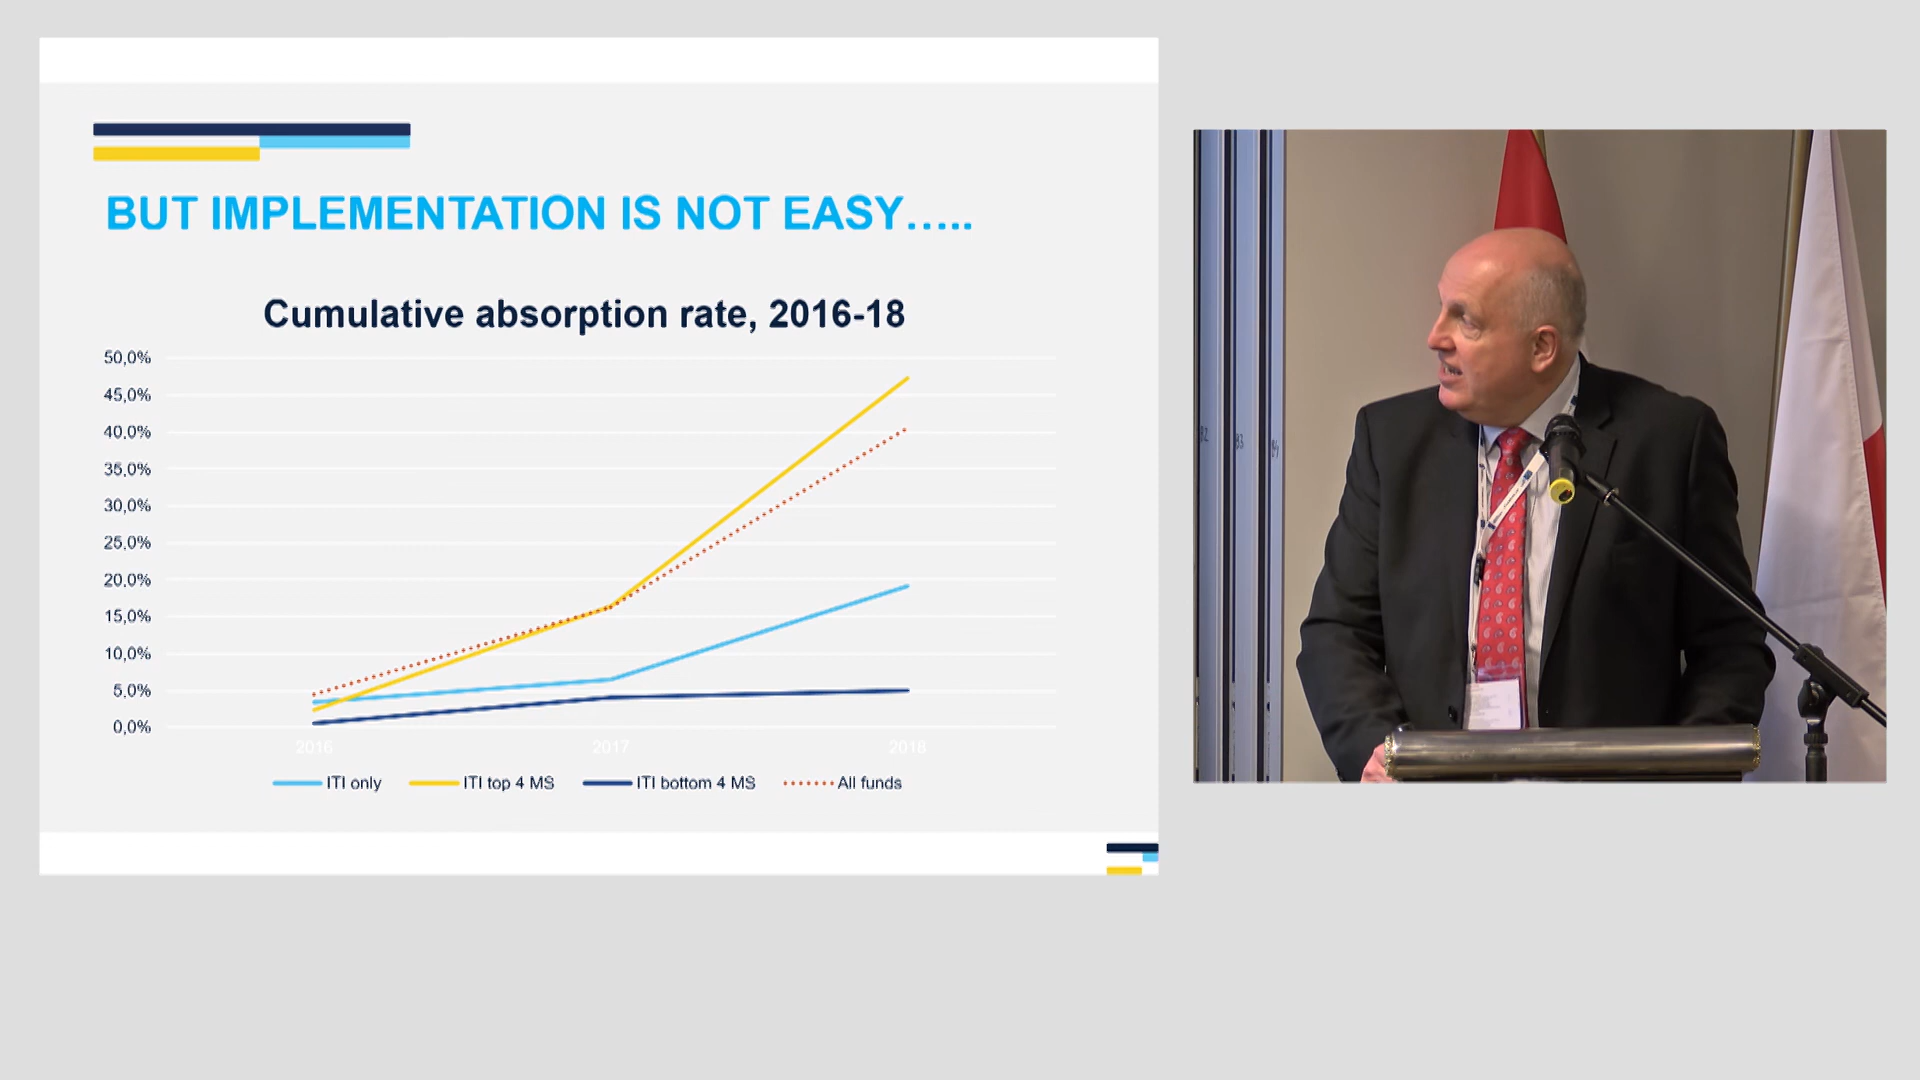 BUT IMPLEMENTATION IS NOT EASY…..
Cumulative absorption rate, 2016-18
50,0%
45,0%
40,0%
35,0%
30,0%
25,0%
20,0%
15,0%
10,0%
5,0%
0,0%
2016 2017 2018
ITI only ITI top 4 MS ITI bottom 4 MS All funds